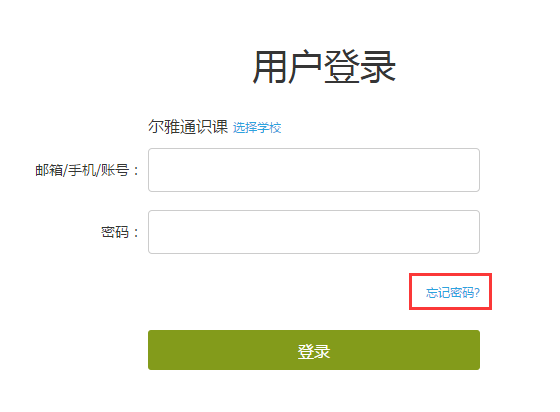 用户登录
尔雅通识课 选择学校
邮箱/手机/账号：
密码：
忘记密码?
登录